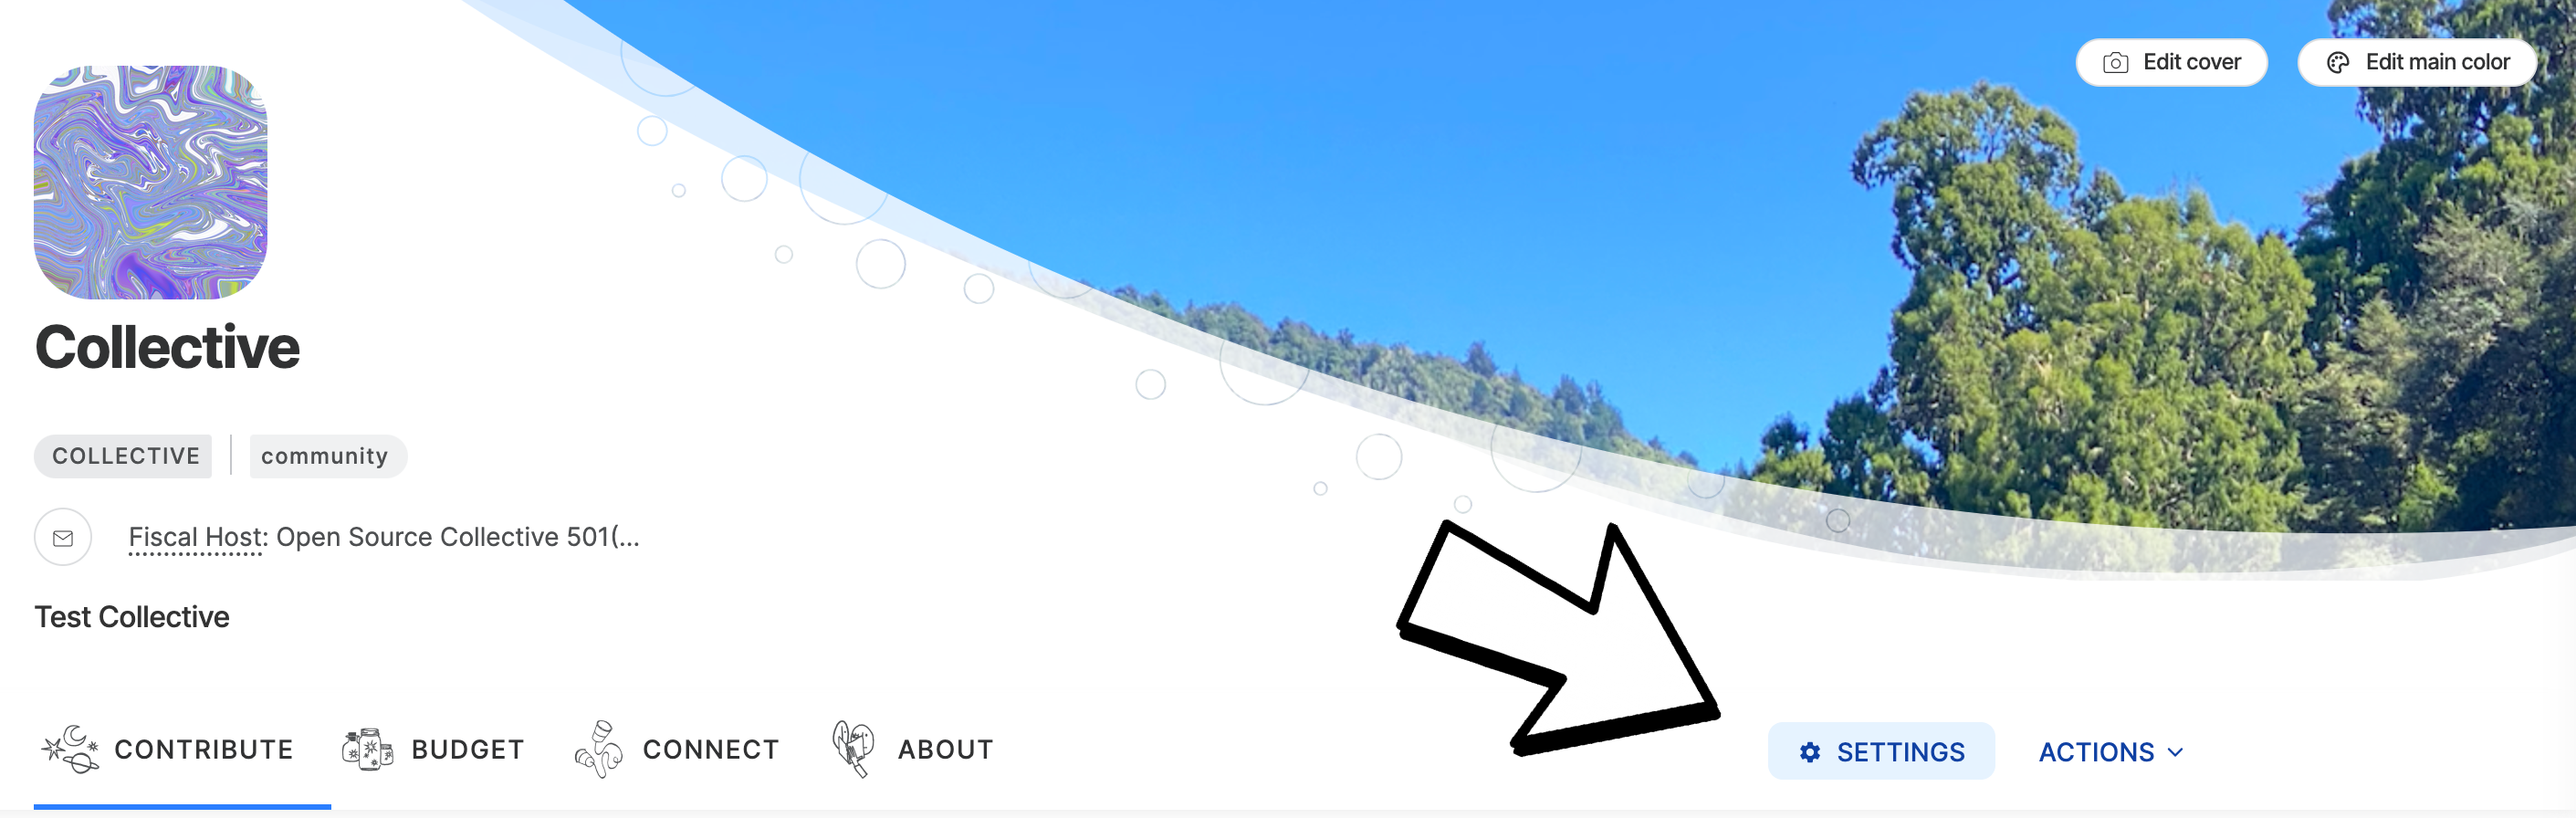 Edit cover
Edit main color
Collective
COLLECTIVE
community
Fiscal Host: Open Source Collective 501(...
Test Collective
CONTRIBUTE
BUDGET
CONNECT
ABOUT
SETTINGS
ACTIONS